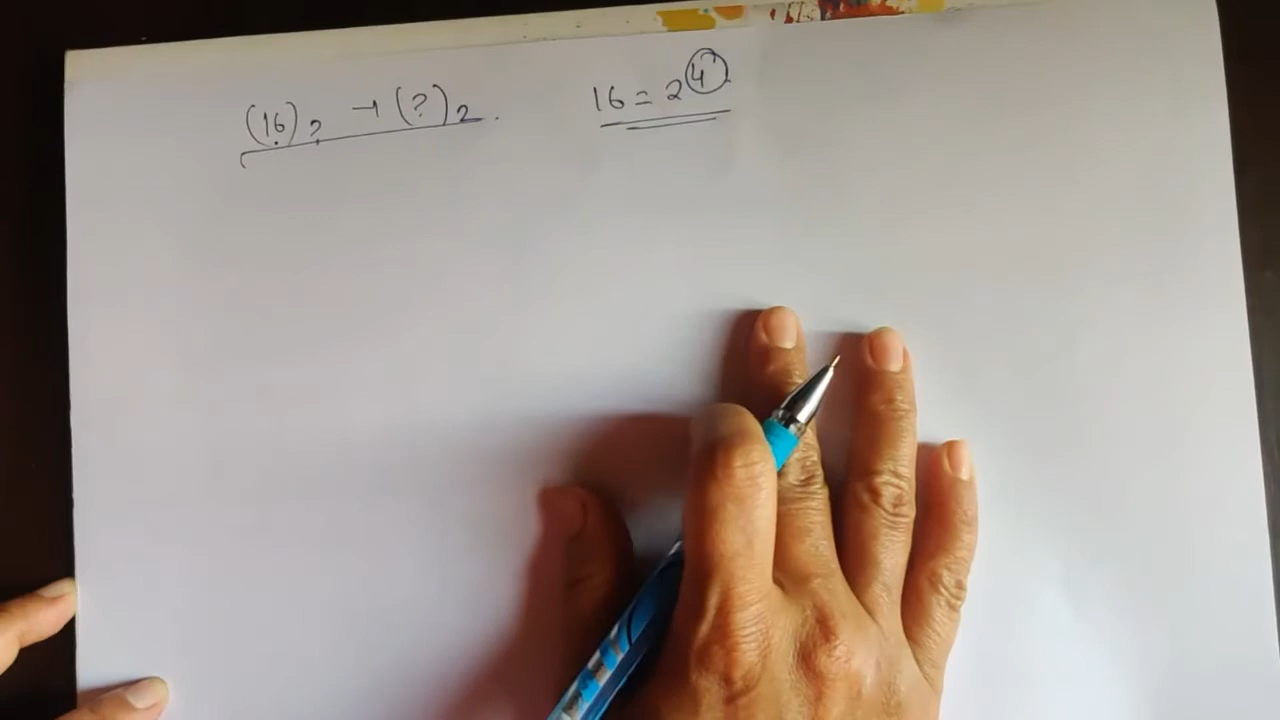 (16)? → (?)2.
16 = 2^4